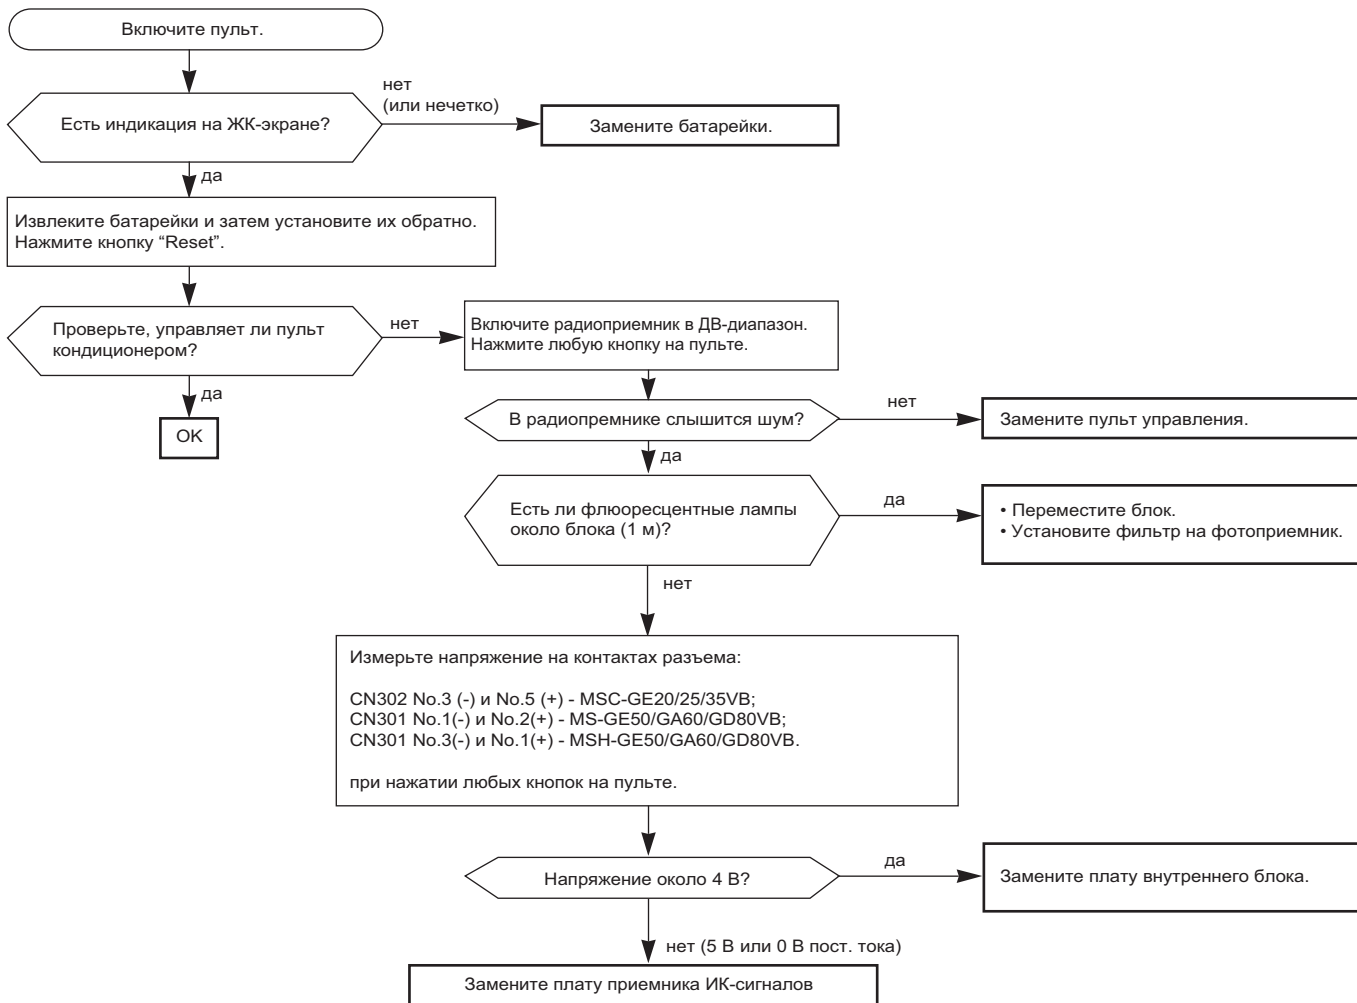 Включите пульт.
нет
(или нечетко)
Есть индикация на ЖК-экране?
Замените батарейки.
да
Извлеките батарейки и затем установите их обратно.
Нажмите кнопку “Reset”.
Проверьте, управляет ли пульт
кондиционером?
нет
Включите радиоприемник в ДВ-диапазон.
Нажмите любую кнопку на пульте.
да
OK
В радиопремнике слышится шум?
нет
Замените пульт управления.
да
Есть ли флюоресцентные лампы
около блока (1 м)?
да
• Переместите блок.
• Установите фильтр на фотоприемник.
нет
Измерьте напряжение на контактах разъема:
CN302 No.3 (-) и No.5 (+) - MSC-GE20/25/35VB;
CN301 No.1(-) и No.2(+) - MS-GE50/GA60/GD80VB;
CN301 No.3(-) и No.1(+) - MSH-GE50/GA60/GD80VB.
при нажатии любых кнопок на пульте.
Напряжение около 4 В?
да
Замените плату внутреннего блока.
нет (5 В или 0 В пост. тока)
Замените плату приемника ИК-сигналов